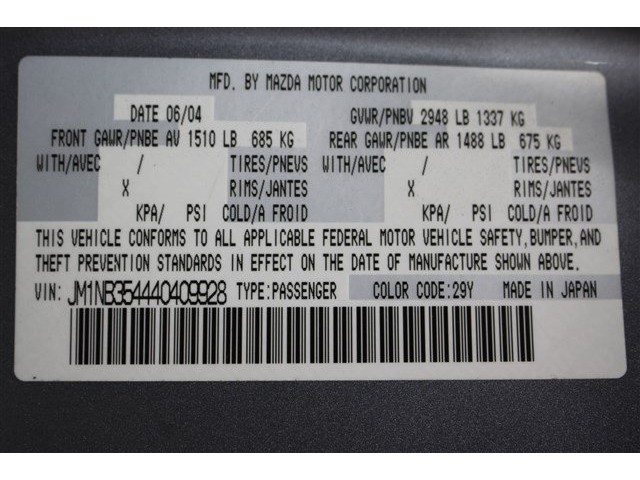 MFD. BY MAZDA MOTOR CORPORATION
DATE 06/04 GVWR/PNBV 2948 LB 1337 KG
FRONT GAWR/PNBE AV 1510 LB 685 KG REAR GAWR/PNBE AR 1488 LB 675 KG
WITH/AVEC / TIRES/PNEVS WITH/AVEC / TIRES/PNEVS
X RIMS/JANTES X RIMS/JANTES
KPA/ PSI COLD/A FROID KPA/ PSI COLD/A FROID
THIS VEHICLE CONFORMS TO ALL APPLICABLE FEDERAL MOTOR VEHICLE SAFETY,BUMPER,AND
THEFT PREVENTION STANDARDS IN EFFECT ON THE DATE OF MANUFACTURE SHOWN ABOVE.
VIN: JM1NB354440409928 TYPE:PASSENGER COLOR CODE:29Y MADE IN JAPAN